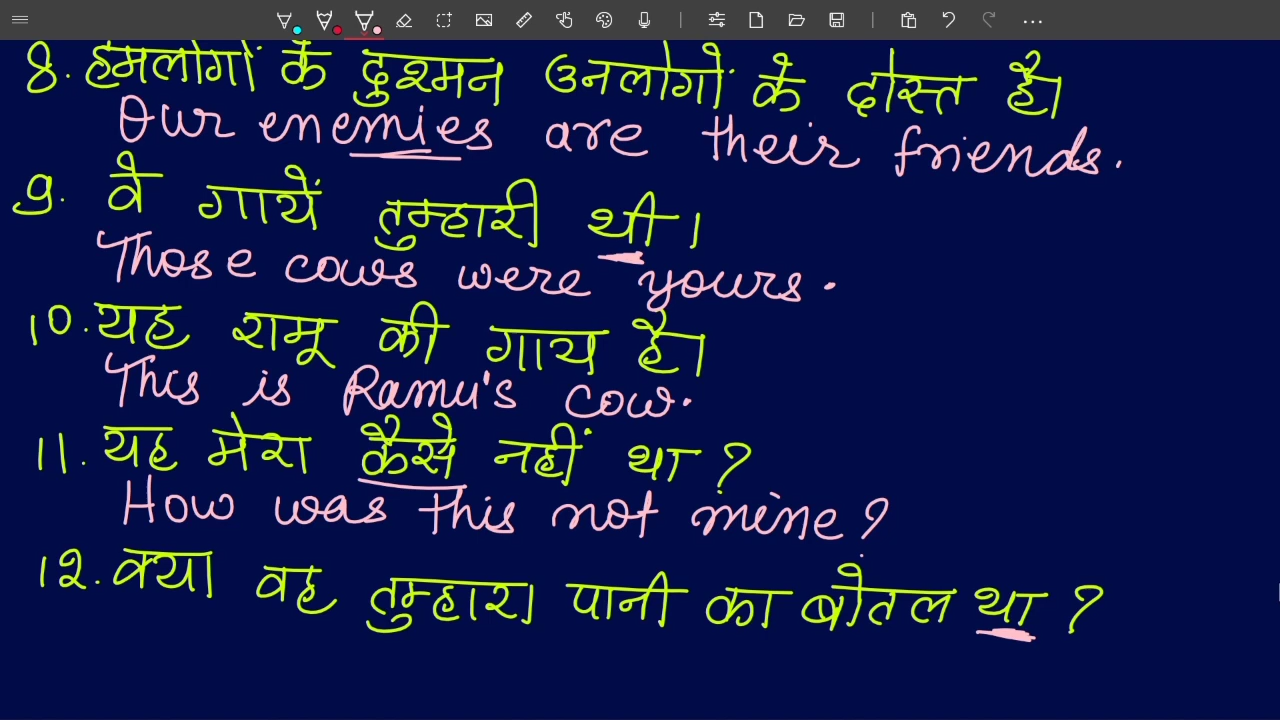 8. हमलोगों के दुश्मन उनलोगों के दोस्त है।
Our enemies are their friends.
9. वे गायें तुम्हारी थी।
Those cows were yours.
10. यह रामू की गाय है।
This is Ramu's cow.
11. यह मेरा कैसे नहीं था ?
How was this not mine?
12. क्या वह तुम्हारा पानी का बोतल था ?